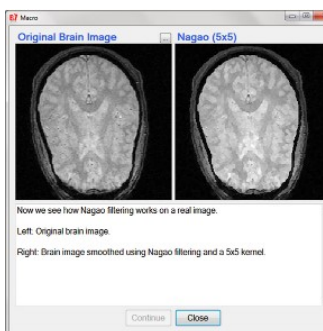 Macro
Original Brain Image ... Nagao (5x5)
Now we see how Nagao filtering works on a real image.
Left: Original brain image.
Right: Brain image smoothed using Nagao filtering and a 5x5 kernel.
Continue Close